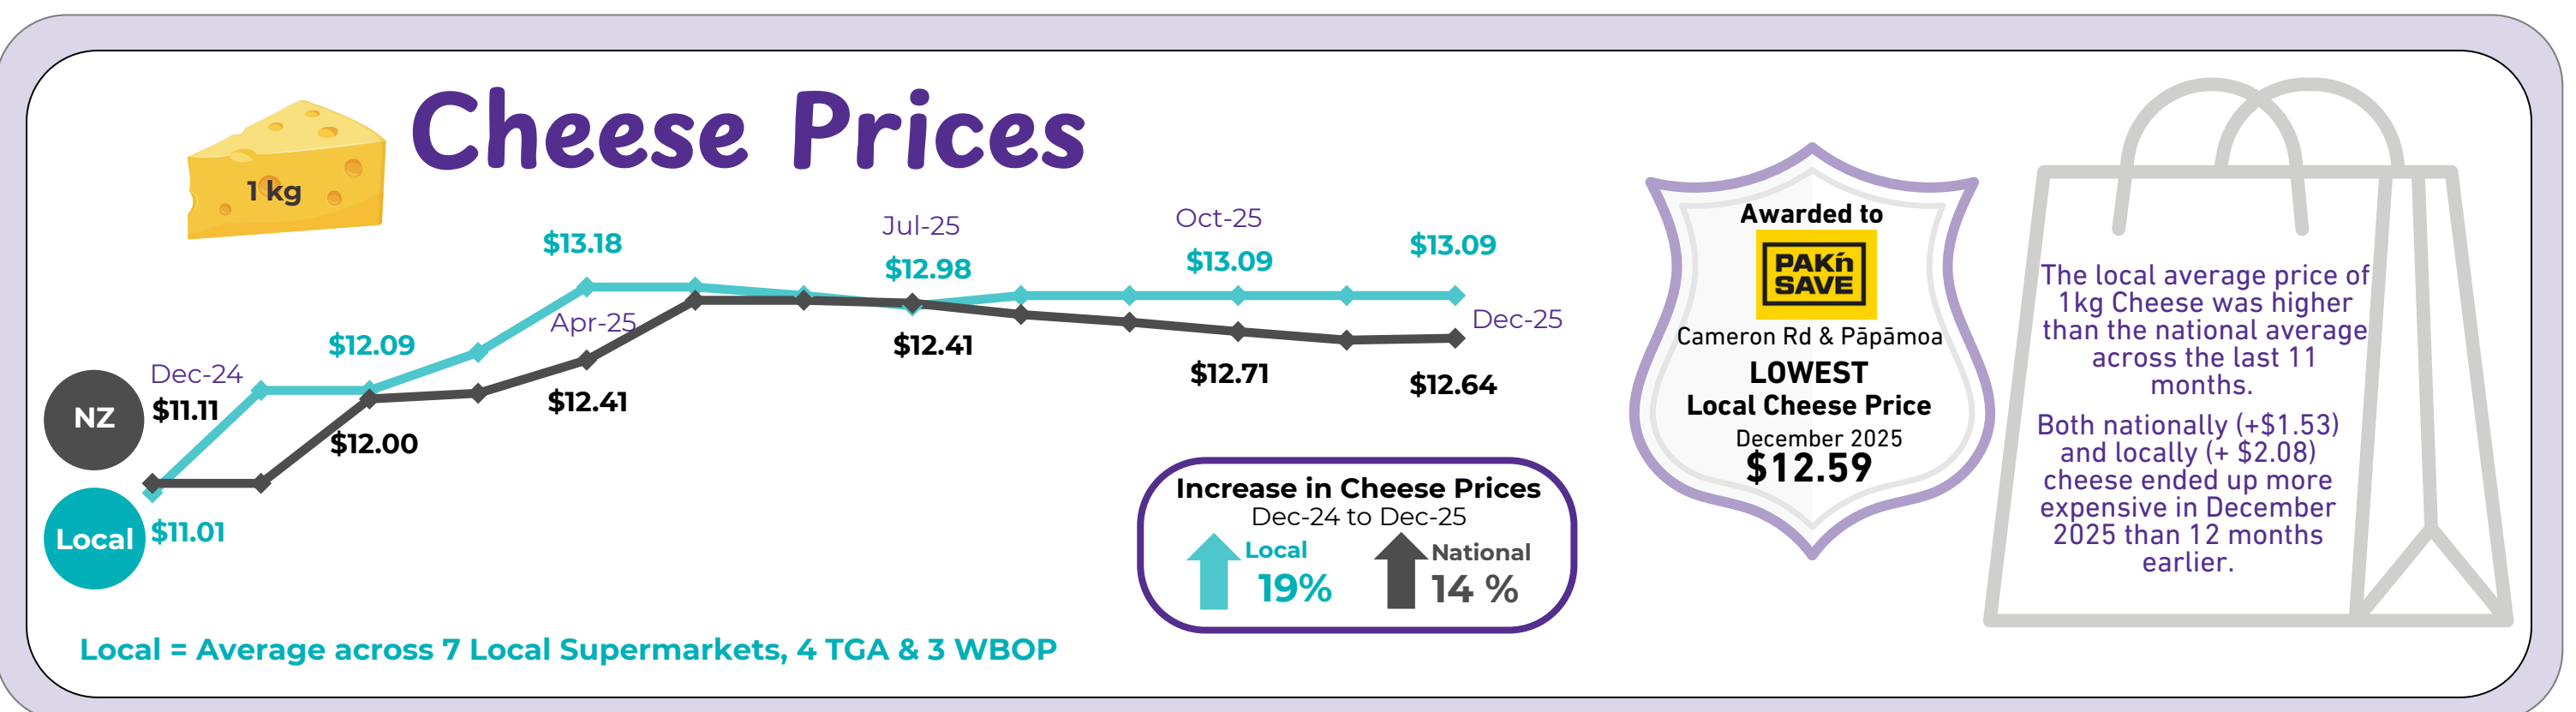 Cheese Prices
1 kg
NZ
Local
Dec-24
$11.11
$11.01
$12.09
$12.00
$13.18
Apr-25
$12.41
Jul-25
$12.98
$12.41
Oct-25
$13.09
$12.71
$13.09
Dec-25
$12.64
Increase in Cheese Prices
Dec-24 to Dec-25
Local
19%
National
14 %
Local = Average across 7 Local Supermarkets, 4 TGA & 3 WBOP
Awarded to
PAKń
SAVE
Cameron Rd & Pāpāmoa
LOWEST
Local Cheese Price
December 2025
$12.59
The local average price of
1kg Cheese was higher
than the national average
across the last 11
months.
Both nationally (+$1.53)
and locally (+ $2.08)
cheese ended up more
expensive in December
2025 than 12 months
earlier.